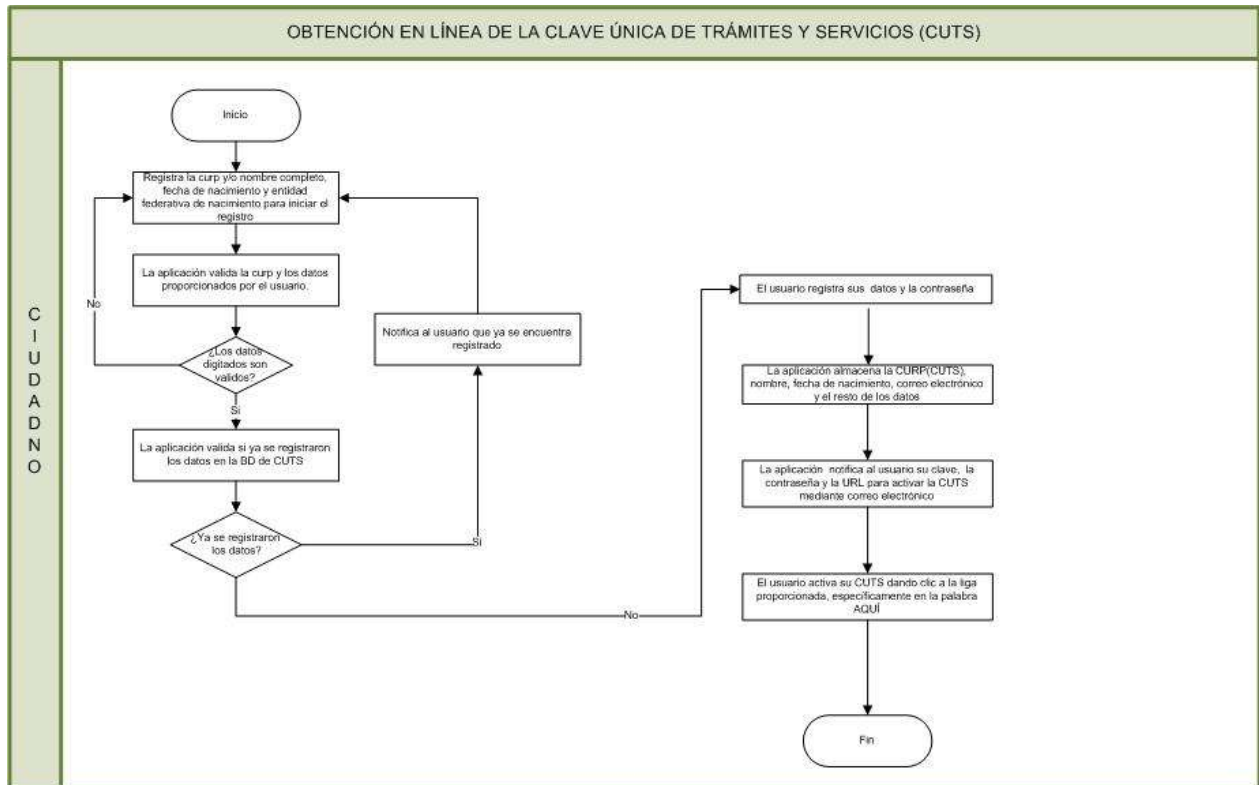 OBTENCIÓN EN LÍNEA DE LA CLAVE ÚNICA DE TRÁMITES Y SERVICIOS (CUTS)
C
I
U
D
A
D
N
O
Inicio
Registra la curp y/o nombre completo,
fecha de nacimiento y entidad
federativa de nacimiento para iniciar el
registro
La aplicación valida la curp y los datos
proporcionados por el usuario.
No
¿Los datos
digitados son
validos?
Si
La aplicación valida si ya se registraron
los datos en la BD de CUTS
¿Ya se registraron
los datos?
Si
Notifica al usuario que ya se encuentra
registrado
No
El usuario registra sus datos y la contraseña
La aplicación almacena la CURP(CUTS),
nombre, fecha de nacimiento, correo electrónico
y el resto de los datos
La aplicación notifica al usuario su clave, la
contraseña y la URL para activar la CUTS
mediante correo electrónico
El usuario activa su CUTS dando clic a la liga
proporcionada, específicamente en la palabra
AQUÍ
Fin